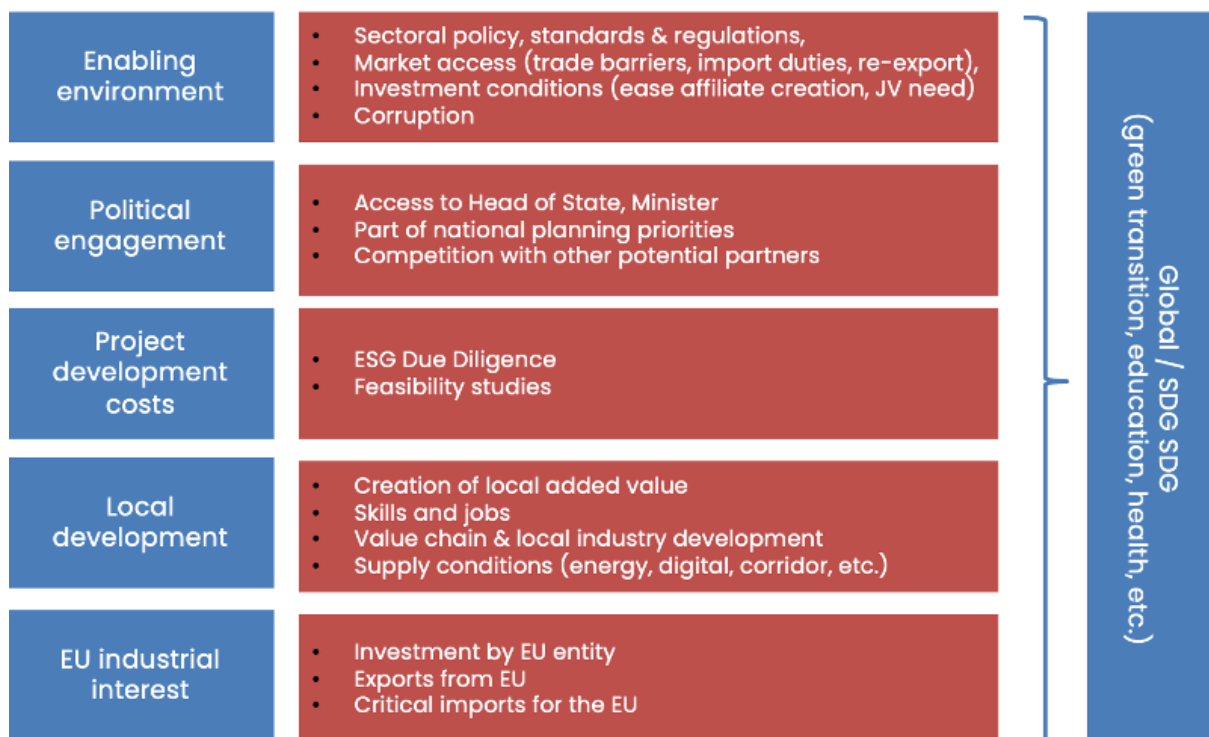 Enabling
environment
• Sectoral policy, standards & regulations,
• Market access (trade barriers, import duties, re-export),
• Investment conditions (ease affiliate creation, JV need)
• Corruption
Political
engagement
• Access to Head of State, Minister
• Part of national planning priorities
• Competition with other potential partners
Project
development
costs
• ESG Due Diligence
• Feasibility studies
Local
development
• Creation of local added value
• Skills and jobs
• Value chain & local industry development
• Supply conditions (energy, digital, corridor, etc.)
EU industrial
interest
• Investment by EU entity
• Exports from EU
• Critical imports for the EU
Global / SDG SDG
(green transition, education, health, etc.)